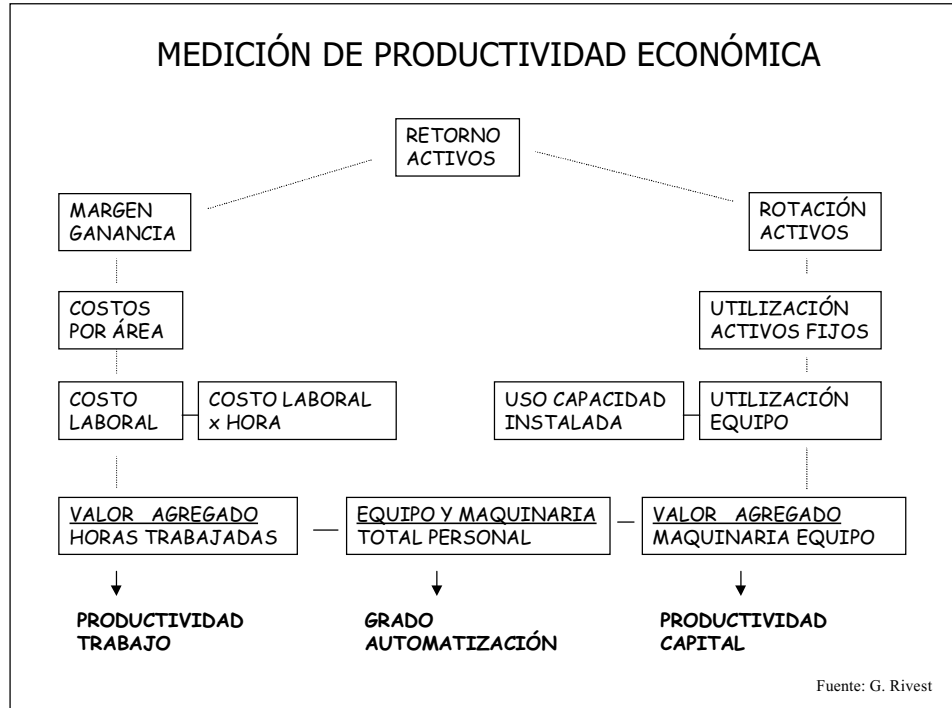 MEDICIÓN DE PRODUCTIVIDAD ECONÓMICA
RETORNO
ACTIVOS
MARGEN
GANANCIA
ROTACIÓN
ACTIVOS
COSTOS
POR ÁREA
UTILIZACIÓN
ACTIVOS FIJOS
COSTO
LABORAL
COSTO LABORAL
x HORA
USO CAPACIDAD
INSTALADA
UTILIZACIÓN
EQUIPO
VALOR AGREGADO
HORAS TRABAJADAS
EQUIPO Y MAQUINARIA
TOTAL PERSONAL
VALOR AGREGADO
MAQUINARIA EQUIPO
PRODUCTIVIDAD
TRABAJO
GRADO
AUTOMATIZACIÓN
PRODUCTIVIDAD
CAPITAL
Fuente: G. Rivest